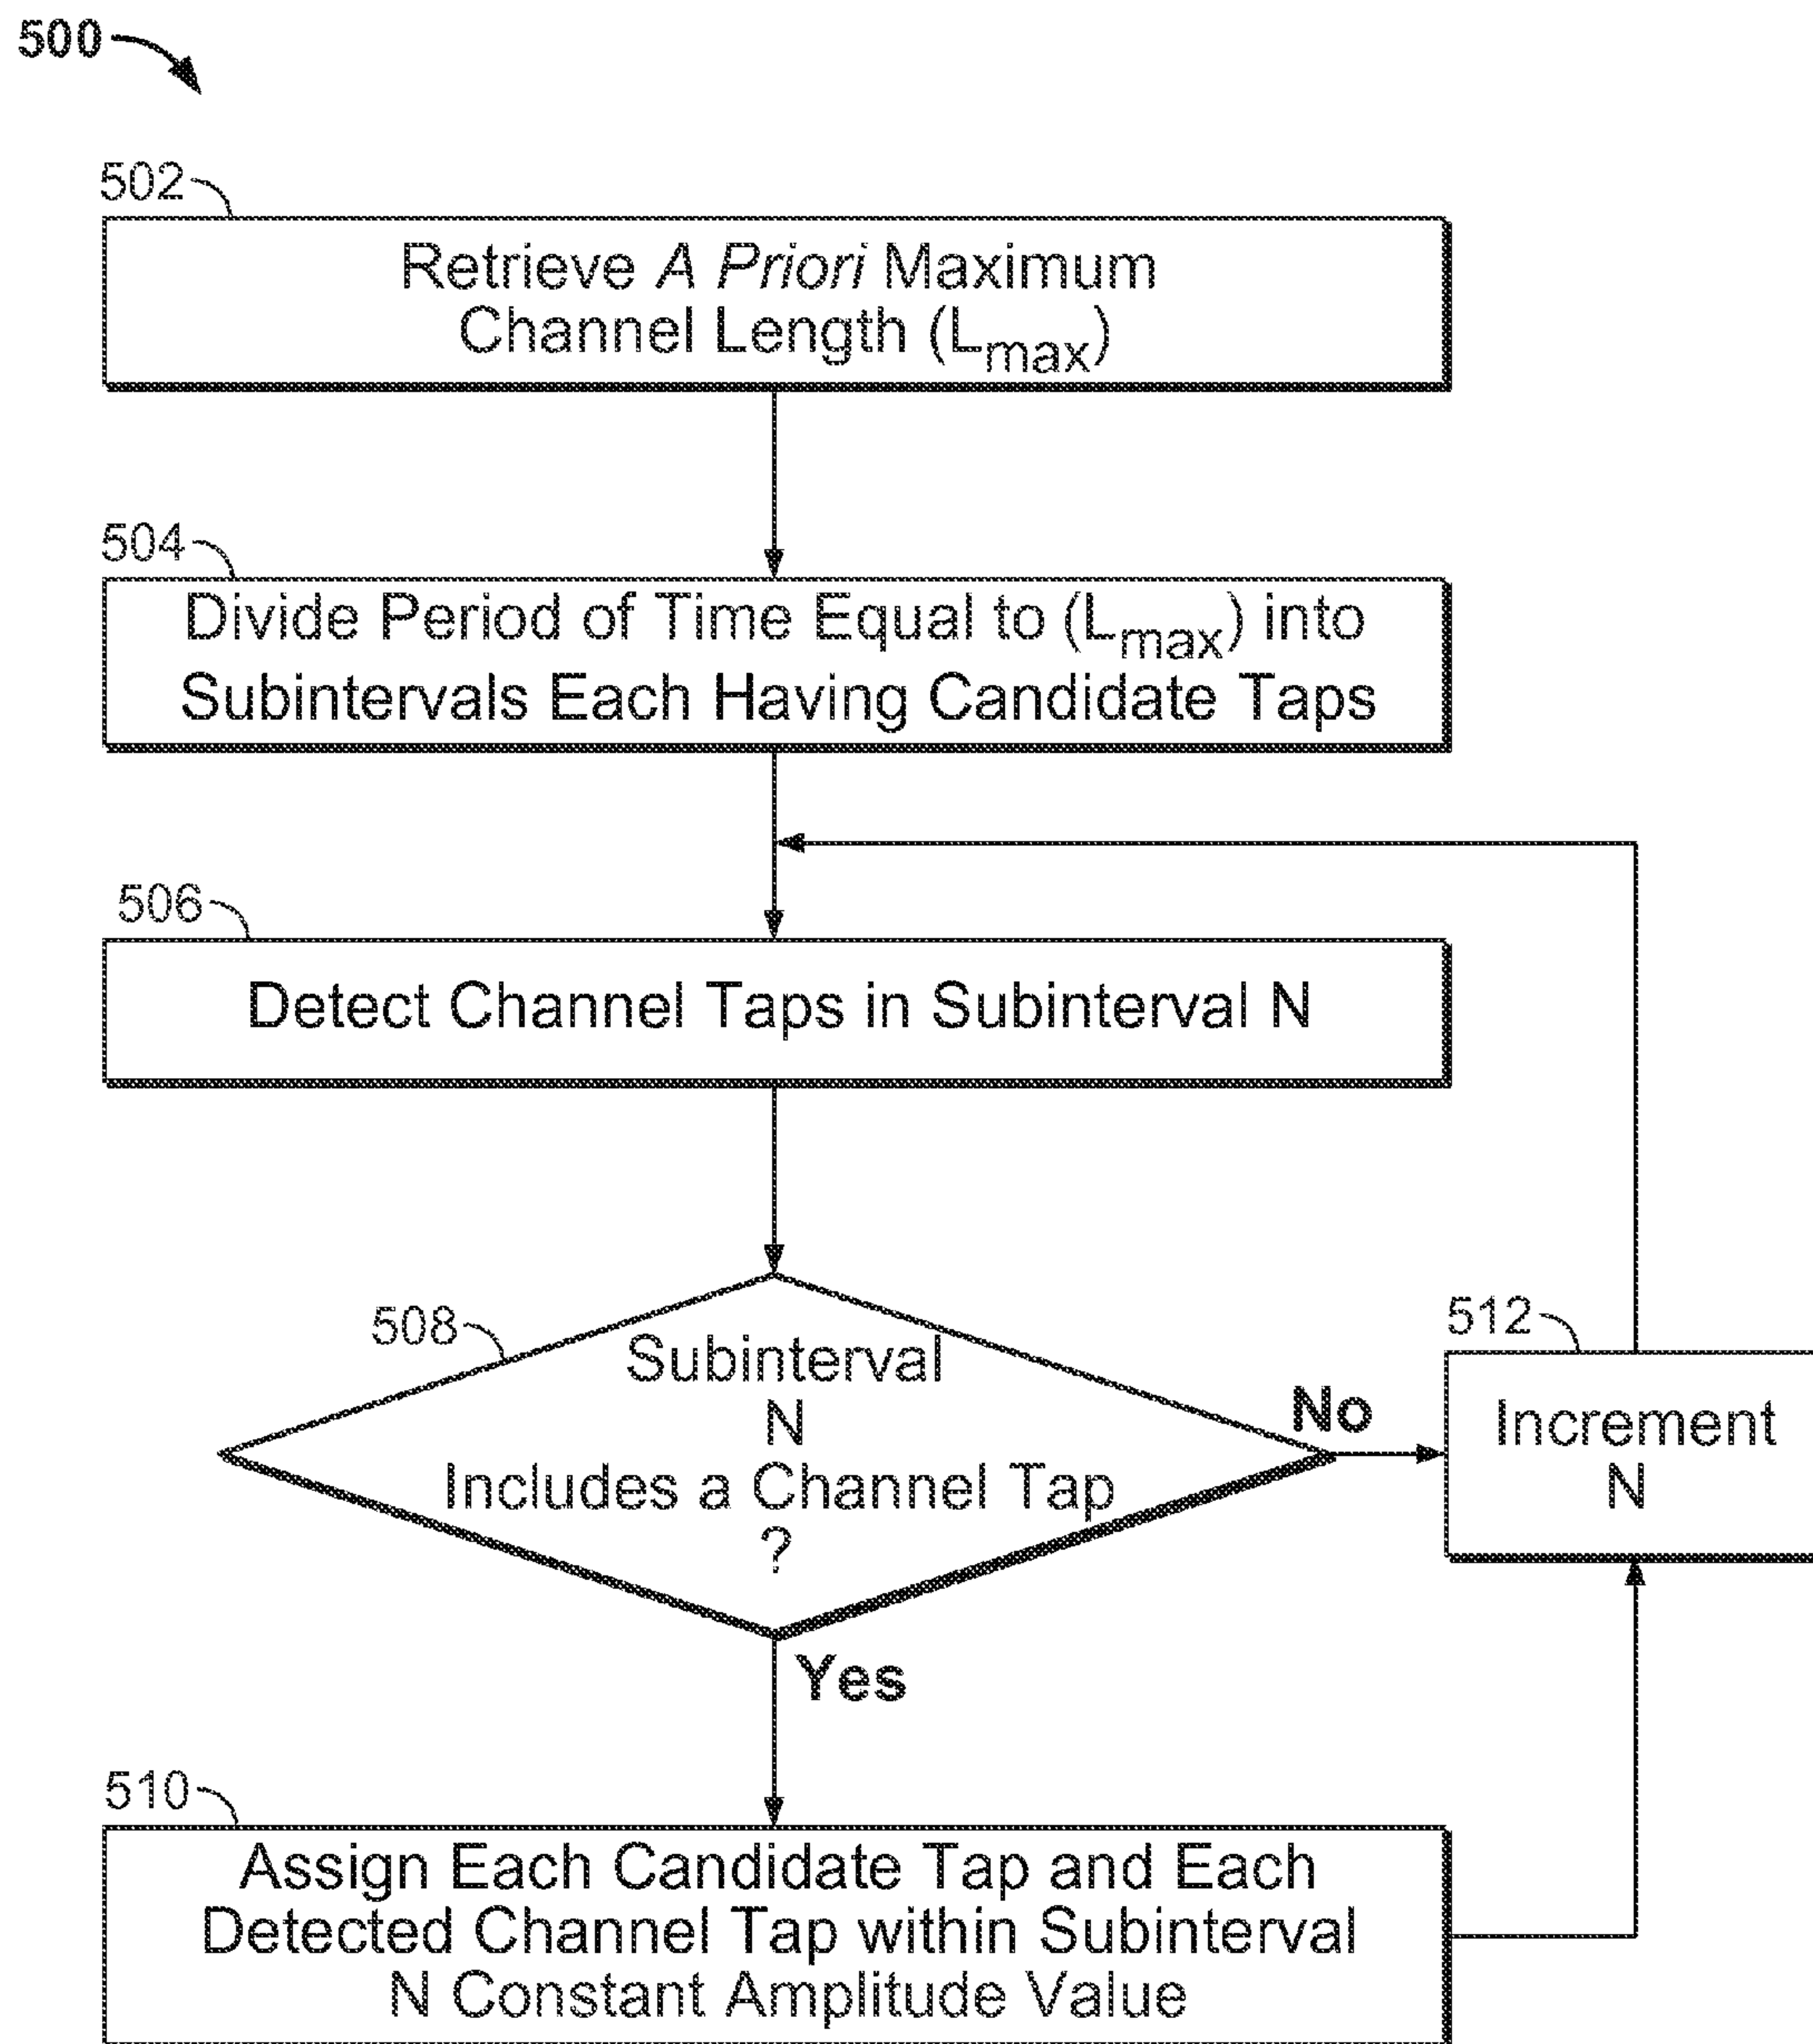 500
502
Retrieve A Priori Maximum
Channel Length (Lmax)
504
Divide Period of Time Equal to (Lmax) into
Subintervals Each Having Candidate Taps
506
Detect Channel Taps in Subinterval N
508
Subinterval
N
Includes a Channel Tap
?
No
512
Increment
N
Yes
510
Assign Each Candidate Tap and Each
Detected Channel Tap within Subinterval
N Constant Amplitude Value